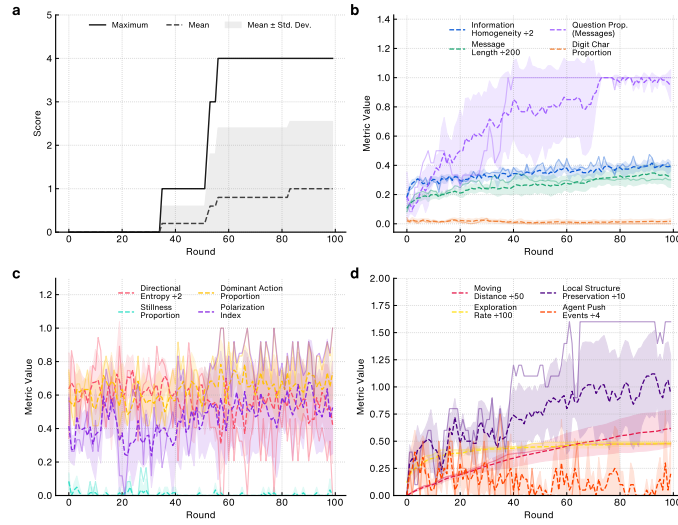 a
Maximum
Mean
Mean ± Std. Dev.
5
4
3
2
1
0
Score
0
20
40
60
80
100
Round
b
Information
Homogeneity ÷2
Message
Length ÷200
Question Prop.
(Messages)
Digit Char
Proportion
1.4
1.2
1.0
0.8
0.6
0.4
0.2
0.0
Metric Value
0
20
40
60
80
100
Round
c
Directional
Entropy ÷2
Stillness
Proportion
Dominant Action
Proportion
Polarization
Index
1.2
1.0
0.8
0.6
0.4
0.2
0.0
Metric Value
0
20
40
60
80
100
Round
d
Moving
Distance ÷50
Exploration
Rate ÷100
Local Structure
Preservation ÷10
Agent Push
Events ÷4
2.00
1.75
1.50
1.25
1.00
0.75
0.50
0.25
0.00
Metric Value
0
20
40
60
80
100
Round